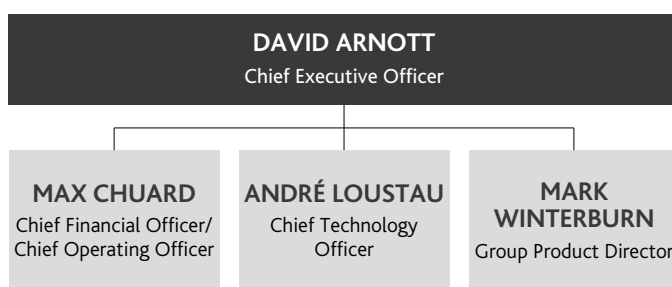 DAVID ARNOTT
Chief Executive Officer
MAX CHUARD
Chief Financial Officer/
Chief Operating Officer
ANDRÉ LOUSTAU
Chief Technology
Officer
MARK
WINTERBURN
Group Product Director